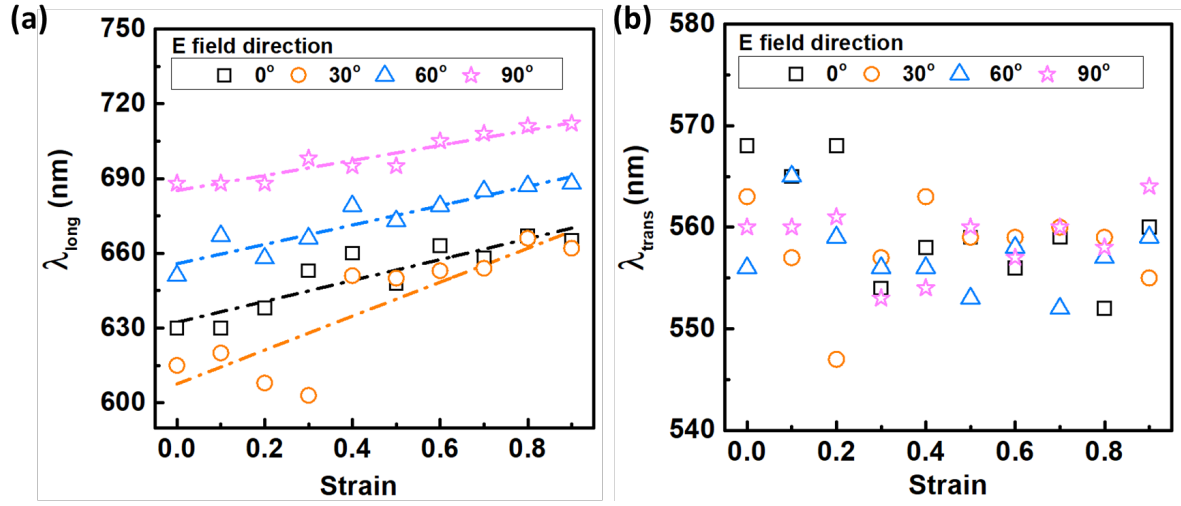 (a)
750
720
690
660
630
600
λlong (nm)
E field direction
0° 30° 60° 90°
0.0 0.2 0.4 0.6 0.8
Strain
(b)
580
570
560
550
540
λtrans (nm)
E field direction
0° 30° 60° 90°
0.0 0.2 0.4 0.6 0.8
Strain